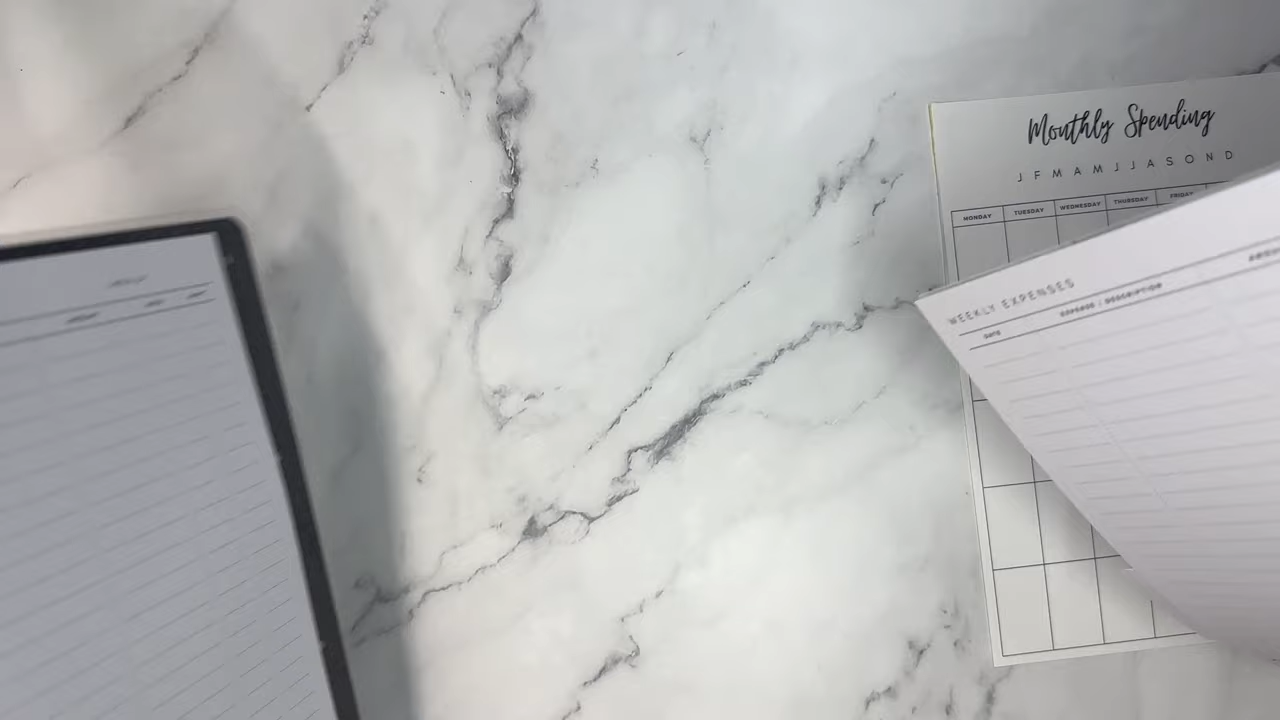 Monthly Spending
J F M A M J J A S O N D
MONDAY TUESDAY WEDNESDAY THURSDAY FRIDAY
WEEKLY EXPENSES
DATE EXPENSE / DESCRIPTION